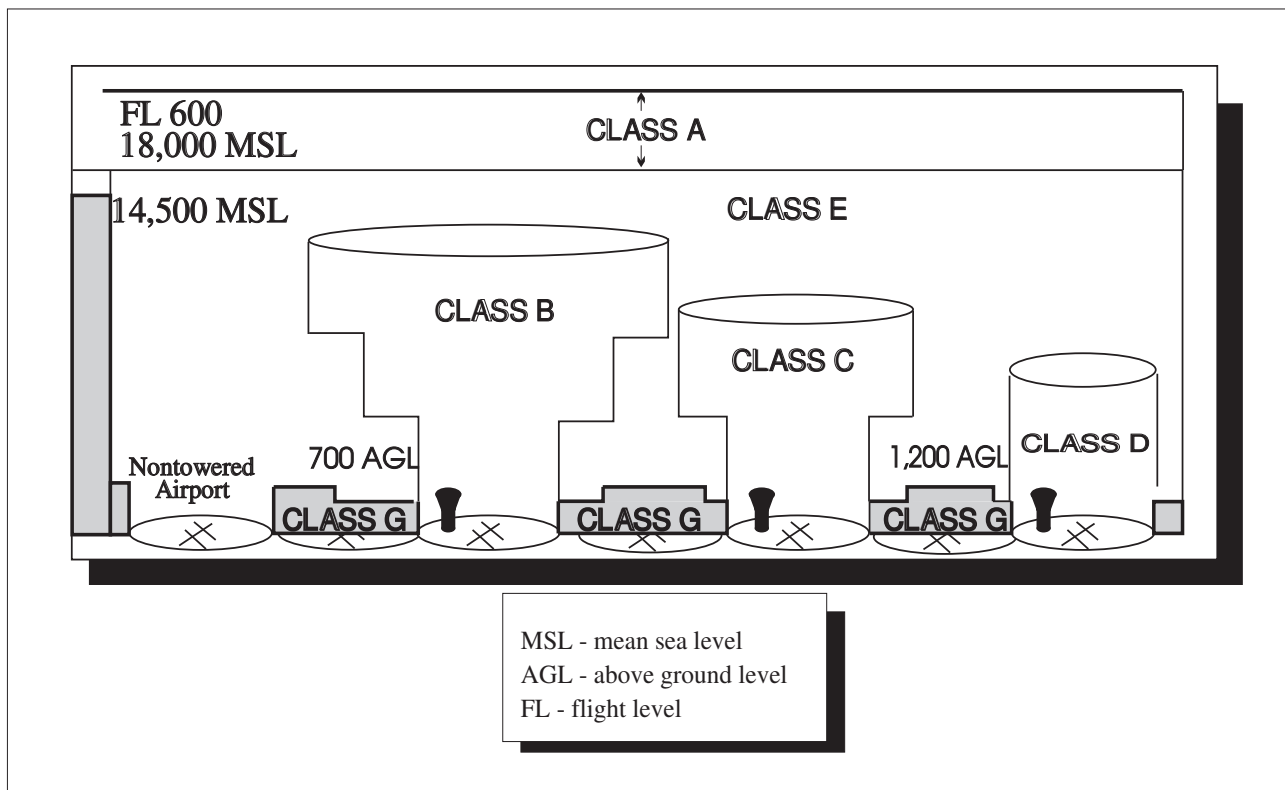 FL 600
18,000 MSL
CLASS A
14,500 MSL
CLASS E
CLASS B
CLASS C
CLASS D
700 AGL
1,200 AGL
Nontowered
Airport
CLASS G
CLASS G
CLASS G
MSL - mean sea level
AGL - above ground level
FL - flight level